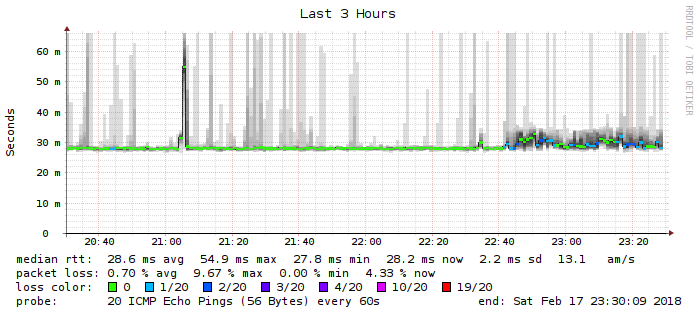 Last 3 Hours
RRDTOOL / TOBI OETIKER
Seconds
60 m
50 m
40 m
30 m
20 m
10 m
0
20:40 21:00 21:20 21:40 22:00 22:20 22:40 23:00 23:20
median rtt: 28.6 ms avg 54.9 ms max 27.8 ms min 28.2 ms now 2.2 ms sd 13.1 am/s
packet loss: 0.70 % avg 9.67 % max 0.00 % min 4.33 % now
loss color: 0 1/20 2/20 3/20 4/20 10/20 19/20
probe: 20 ICMP Echo Pings (56 Bytes) every 60s end: Sat Feb 17 23:30:09 2018